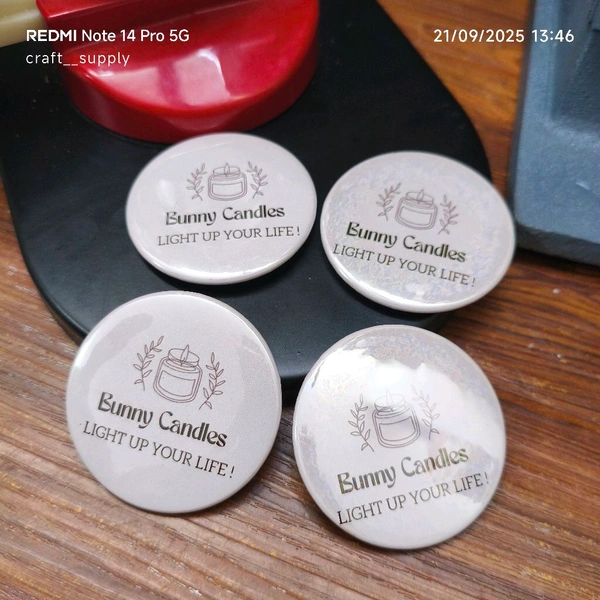 REDMI Note 14 Pro 5G
craft__supply
21/09/2025 13:46
Bunny Candles
LIGHT UP YOUR LIFE!
Bunny Candles
LIGHT UP YOUR LIFE!
Bunny Candles
LIGHT UP YOUR LIFE!
Bunny Candles
LIGHT UP YOUR LIFE!